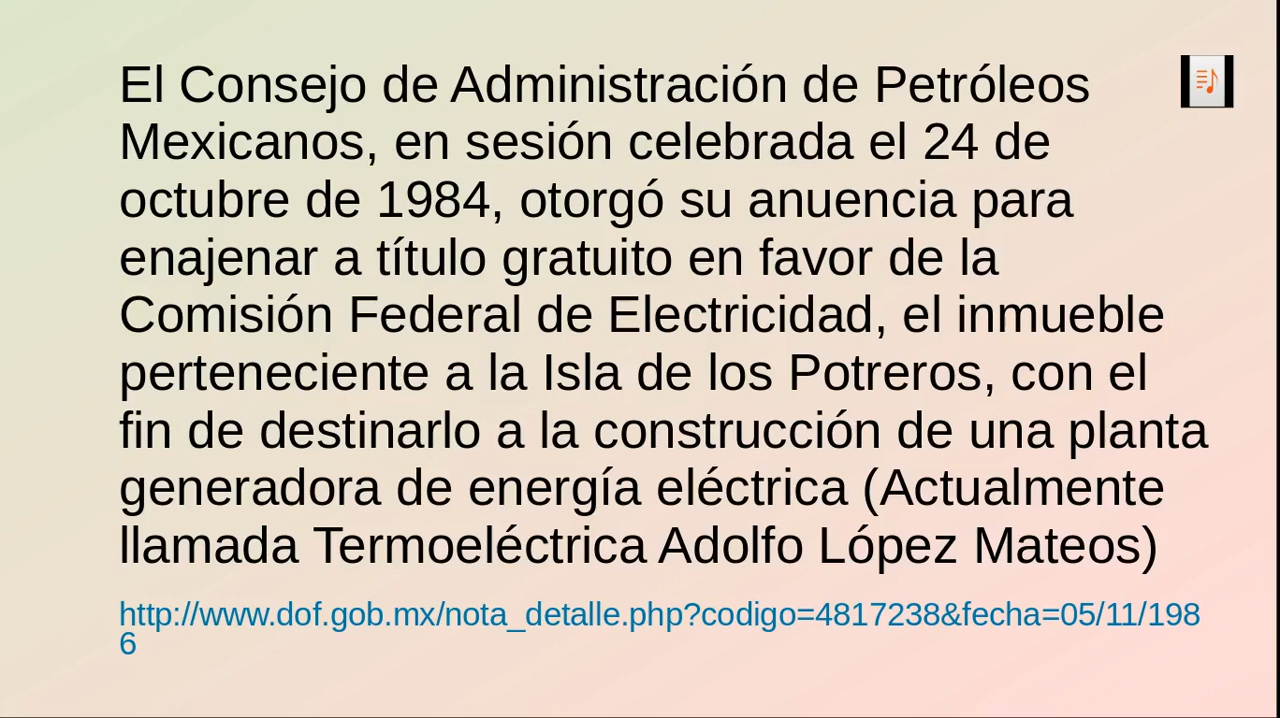 El Consejo de Administración de Petróleos
Mexicanos, en sesión celebrada el 24 de
octubre de 1984, otorgó su anuencia para
enajenar a título gratuito en favor de la
Comisión Federal de Electricidad, el inmueble
perteneciente a la Isla de los Potreros, con el
fin de destinarlo a la construcción de una planta
generadora de energía eléctrica (Actualmente
llamada Termoeléctrica Adolfo López Mateos)
http://www.dof.gob.mx/nota_detalle.php?codigo=4817238&fecha=05/11/198
6